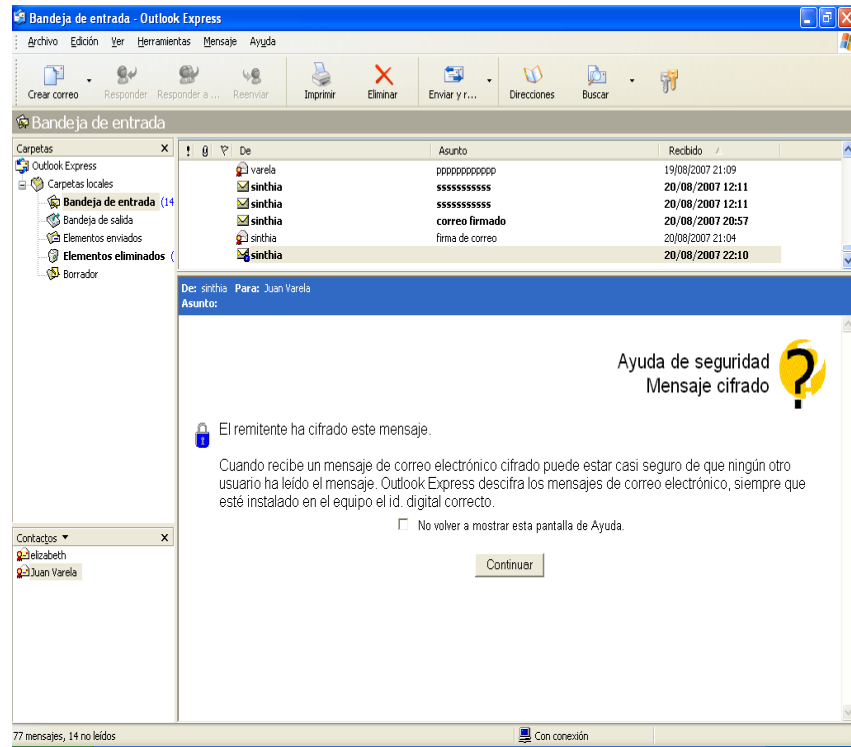 Bandeja de entrada - Outlook Express
Archivo Edición Ver Herramientas Mensaje Ayuda
Crear correo Responder Responder a ... Reenviar Imprimir Eliminar Enviar y r... Direcciones Buscar
Bandeja de entrada
Carpetas x
Outlook Express
Carpetas locales
Bandeja de entrada (14
Bandeja de salida
Elementos enviados
Elementos eliminados (
Borrador
! De Asunto Recibido
varela pppppppppppp 19/08/2007 21:09
sinthia sssssssssss 20/08/2007 12:11
sinthia sssssssssss 20/08/2007 12:11
sinthia correo firmado 20/08/2007 20:57
sinthia firma de correo 20/08/2007 21:04
sinthia 20/08/2007 22:10
De: sinthia Para: Juan Varela
Asunto:
Ayuda de seguridad
Mensaje cifrado
El remitente ha cifrado este mensaje.
Cuando recibe un mensaje de correo electrónico cifrado puede estar casi seguro de que ningún otro
usuario ha leído el mensaje. Outlook Express descifra los mensajes de correo electrónico, siempre que
esté instalado en el equipo el id. digital correcto.
No volver a mostrar esta pantalla de Ayuda.
Continuar
Contactos x
elizabeth
Juan Varela
77 mensajes, 14 no leídos Con conexión